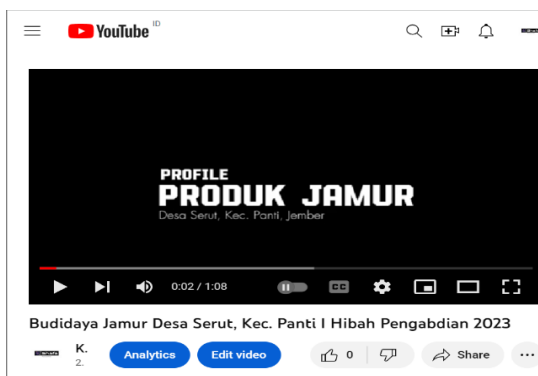 YouTube ID
PROFILE
PRODUK JAMUR
Desa Serut, Kec. Panti, Jember
0:02 / 1:08
CC
Budidaya Jamur Desa Serut, Kec. Panti I Hibah Pengabdian 2023
K.
2.
Analytics
Edit video
0
Share